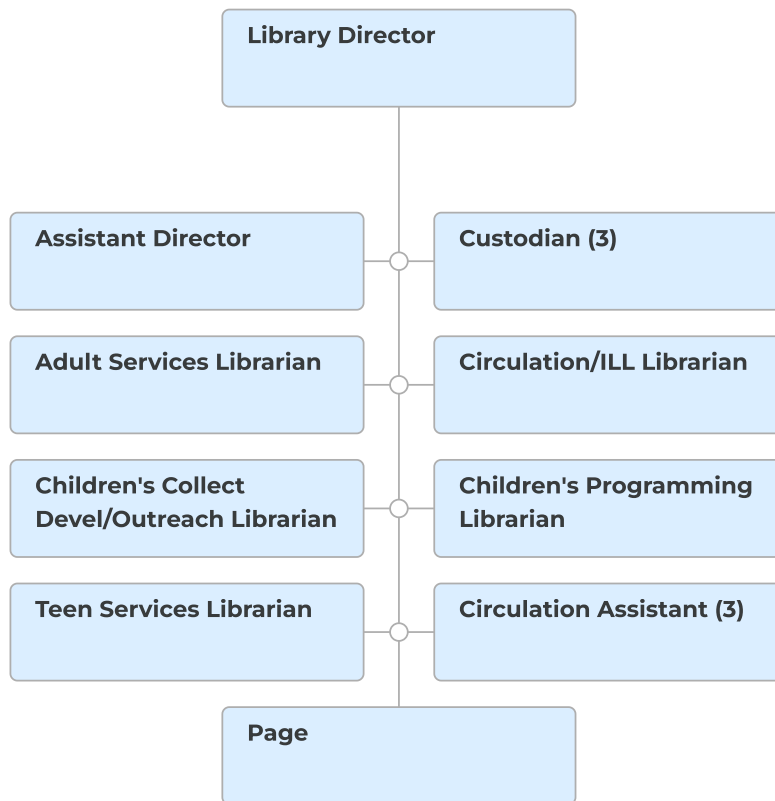 Library Director
Assistant Director
Custodian (3)
Adult Services Librarian
Circulation/ILL Librarian
Children's Collect
Devel/Outreach Librarian
Children's Programming
Librarian
Teen Services Librarian
Circulation Assistant (3)
Page